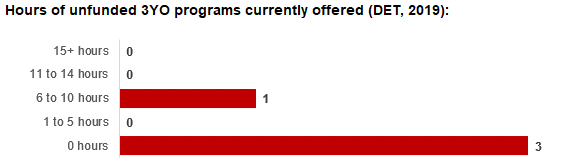 Hours of unfunded 3YO programs currently offered (DET, 2019):
15+ hours 0
11 to 14 hours 0
6 to 10 hours 1
1 to 5 hours 0
0 hours 3